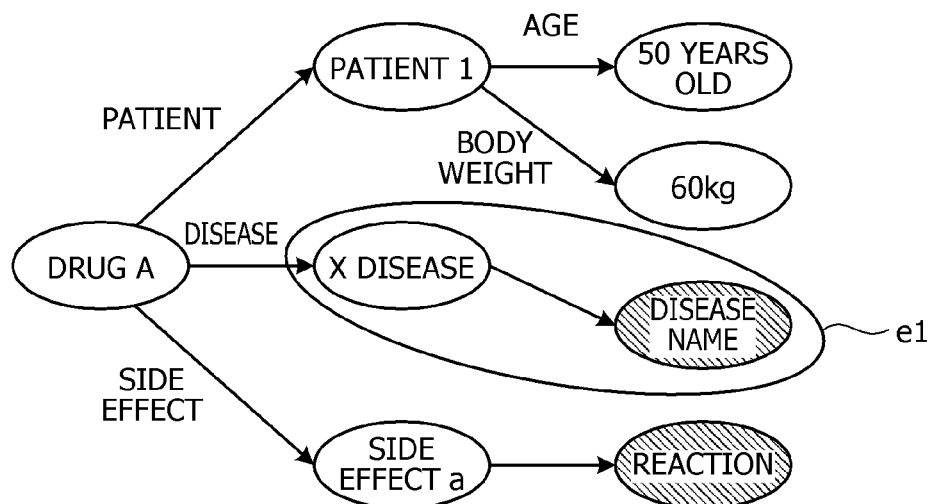 AGE
50 YEARS
OLD
PATIENT 1
PATIENT
BODY
WEIGHT
60kg
DISEASE
DRUG A
X DISEASE
DISEASE
NAME
e1
SIDE
EFFECT
SIDE
EFFECT a
REACTION